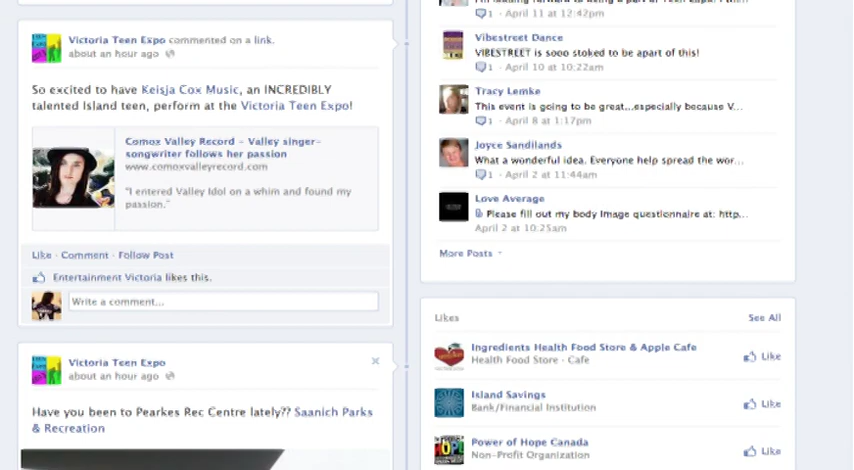 Victoria Teen Expo commented on a link.
about an hour ago
So excited to have Keisja Cox Music, an INCREDIBLY
talented Island teen, perform at the Victoria Teen Expo!
Comox Valley Record - Valley singer-
songwriter follows her passion
www.comoxvalleyrecord.com
"I entered Valley Idol on a whim and found my
passion."
Like · Comment · Follow Post
Entertainment Victoria likes this.
Write a comment...
Victoria Teen Expo
about an hour ago
Have you been to Pearkes Rec Centre lately?? Saanich Parks
& Recreation
1 · April 11 at 12:42pm
Vibestreet Dance
VIBESTREET is sooo stoked to be apart of this!
1 · April 10 at 10:22am
Tracy Lemke
This event is going to be great...especially because V...
1 · April 8 at 1:17pm
Joyce Sandilands
What a wonderful idea. Everyone help spread the wor...
1 · April 2 at 11:44am
Love Average
Please fill out my body Image questionnaire at: http...
April 2 at 10:25am
More Posts
Likes
See All
Ingredients Health Food Store & Apple Cafe
Health Food Store · Cafe
Like
Island Savings
Bank/Financial Institution
Like
Power of Hope Canada
Non-Profit Organization
Like